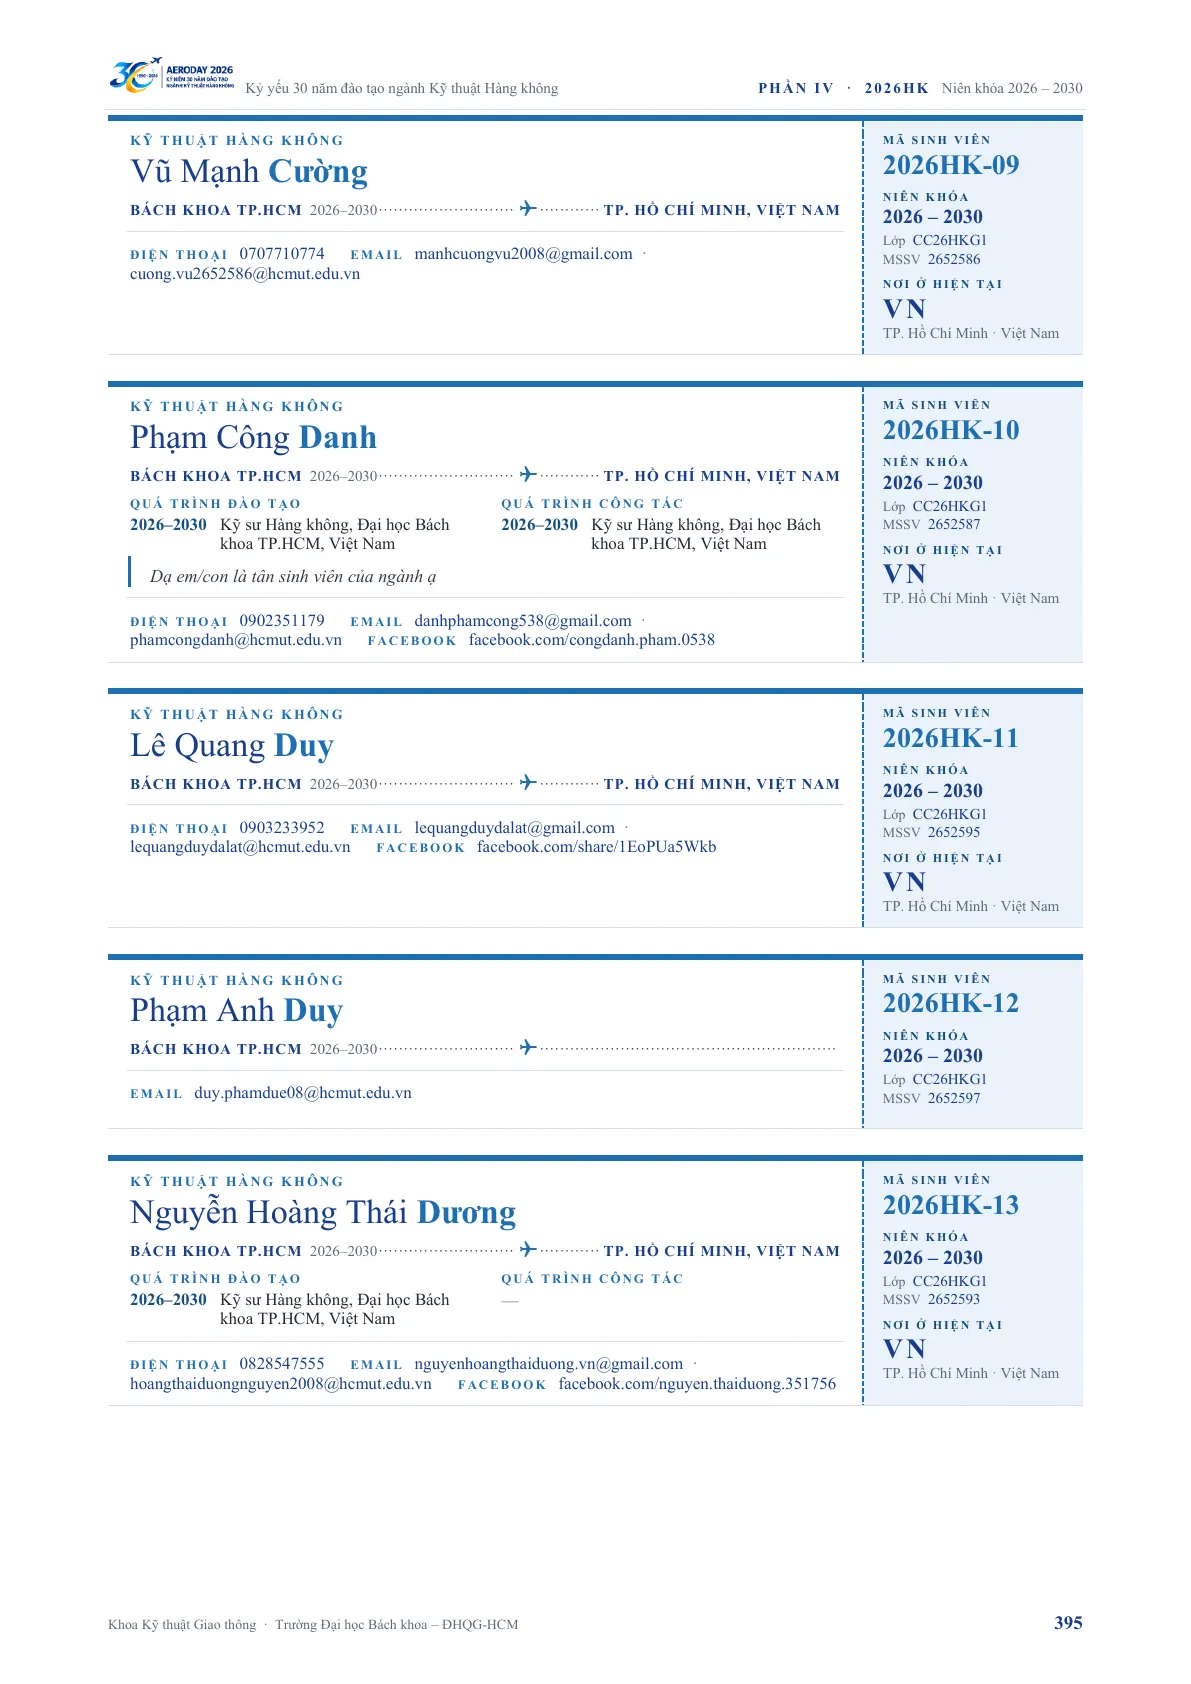 30
1996 - 2026
AERODAY 2026
KỶ NIỆM 30 NĂM ĐÀO TẠO
NGÀNH KỸ THUẬT HÀNG KHÔNG
Kỷ yếu 30 năm đào tạo ngành Kỹ thuật Hàng không
PHẦN IV · 2026HK Niên khóa 2026 – 2030
KỸ THUẬT HÀNG KHÔNG
Vũ Mạnh Cường
BÁCH KHOA TP.HCM 2026–2030 TP. HỒ CHÍ MINH, VIỆT NAM
ĐIỆN THOẠI 0707710774 EMAIL manhcuongvu2008@gmail.com ·
cuong.vu2652586@hcmut.edu.vn
MÃ SINH VIÊN
2026HK-09
NIÊN KHÓA
2026 – 2030
Lớp CC26HKG1
MSSV 2652586
NƠI Ở HIỆN TẠI
VN
TP. Hồ Chí Minh · Việt Nam
KỸ THUẬT HÀNG KHÔNG
Phạm Công Danh
BÁCH KHOA TP.HCM 2026–2030 TP. HỒ CHÍ MINH, VIỆT NAM
QUÁ TRÌNH ĐÀO TẠO
2026–2030 Kỹ sư Hàng không, Đại học Bách
khoa TP.HCM, Việt Nam
QUÁ TRÌNH CÔNG TÁC
2026–2030 Kỹ sư Hàng không, Đại học Bách
khoa TP.HCM, Việt Nam
Dạ em/con là tân sinh viên của ngành ạ
ĐIỆN THOẠI 0902351179 EMAIL danhphamcong538@gmail.com ·
phamcongdanh@hcmut.edu.vn FACEBOOK facebook.com/congdanh.pham.0538
MÃ SINH VIÊN
2026HK-10
NIÊN KHÓA
2026 – 2030
Lớp CC26HKG1
MSSV 2652587
NƠI Ở HIỆN TẠI
VN
TP. Hồ Chí Minh · Việt Nam
KỸ THUẬT HÀNG KHÔNG
Lê Quang Duy
BÁCH KHOA TP.HCM 2026–2030 TP. HỒ CHÍ MINH, VIỆT NAM
ĐIỆN THOẠI 0903233952 EMAIL lequangduydalat@gmail.com ·
lequangduydalat@hcmut.edu.vn FACEBOOK facebook.com/share/1EoPUa5Wkb
MÃ SINH VIÊN
2026HK-11
NIÊN KHÓA
2026 – 2030
Lớp CC26HKG1
MSSV 2652595
NƠI Ở HIỆN TẠI
VN
TP. Hồ Chí Minh · Việt Nam
KỸ THUẬT HÀNG KHÔNG
Phạm Anh Duy
BÁCH KHOA TP.HCM 2026–2030
EMAIL duy.phamdue08@hcmut.edu.vn
MÃ SINH VIÊN
2026HK-12
NIÊN KHÓA
2026 – 2030
Lớp CC26HKG1
MSSV 2652597
KỸ THUẬT HÀNG KHÔNG
Nguyễn Hoàng Thái Dương
BÁCH KHOA TP.HCM 2026–2030 TP. HỒ CHÍ MINH, VIỆT NAM
QUÁ TRÌNH ĐÀO TẠO
2026–2030 Kỹ sư Hàng không, Đại học Bách
khoa TP.HCM, Việt Nam
QUÁ TRÌNH CÔNG TÁC
—
ĐIỆN THOẠI 0828547555 EMAIL nguyenhoangthaiduong.vn@gmail.com ·
hoangthaiduongnguyen2008@hcmut.edu.vn FACEBOOK facebook.com/nguyen.thaiduong.351756
MÃ SINH VIÊN
2026HK-13
NIÊN KHÓA
2026 – 2030
Lớp CC26HKG1
MSSV 2652593
NƠI Ở HIỆN TẠI
VN
TP. Hồ Chí Minh · Việt Nam
Khoa Kỹ thuật Giao thông · Trường Đại học Bách khoa – ĐHQG-HCM
395